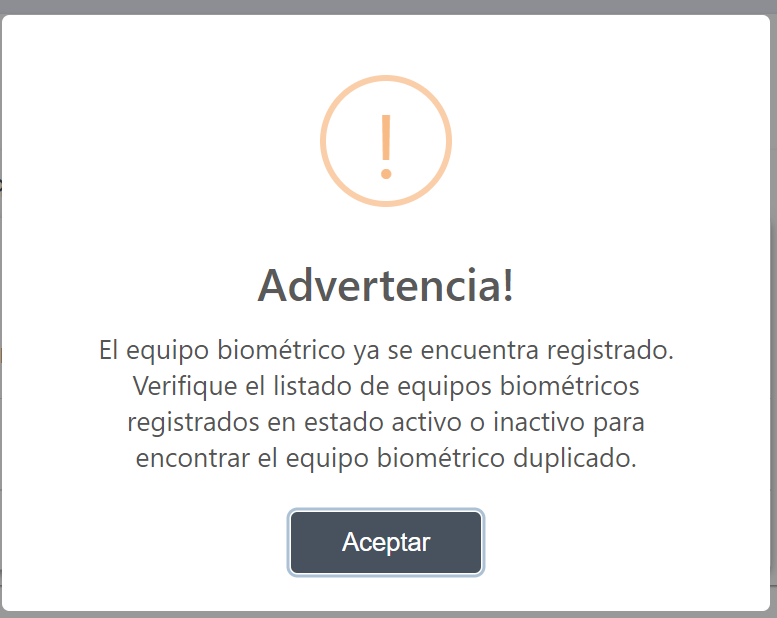 Advertencia!
El equipo biométrico ya se encuentra registrado.
Verifique el listado de equipos biométricos
registrados en estado activo o inactivo para
encontrar el equipo biométrico duplicado.
Aceptar